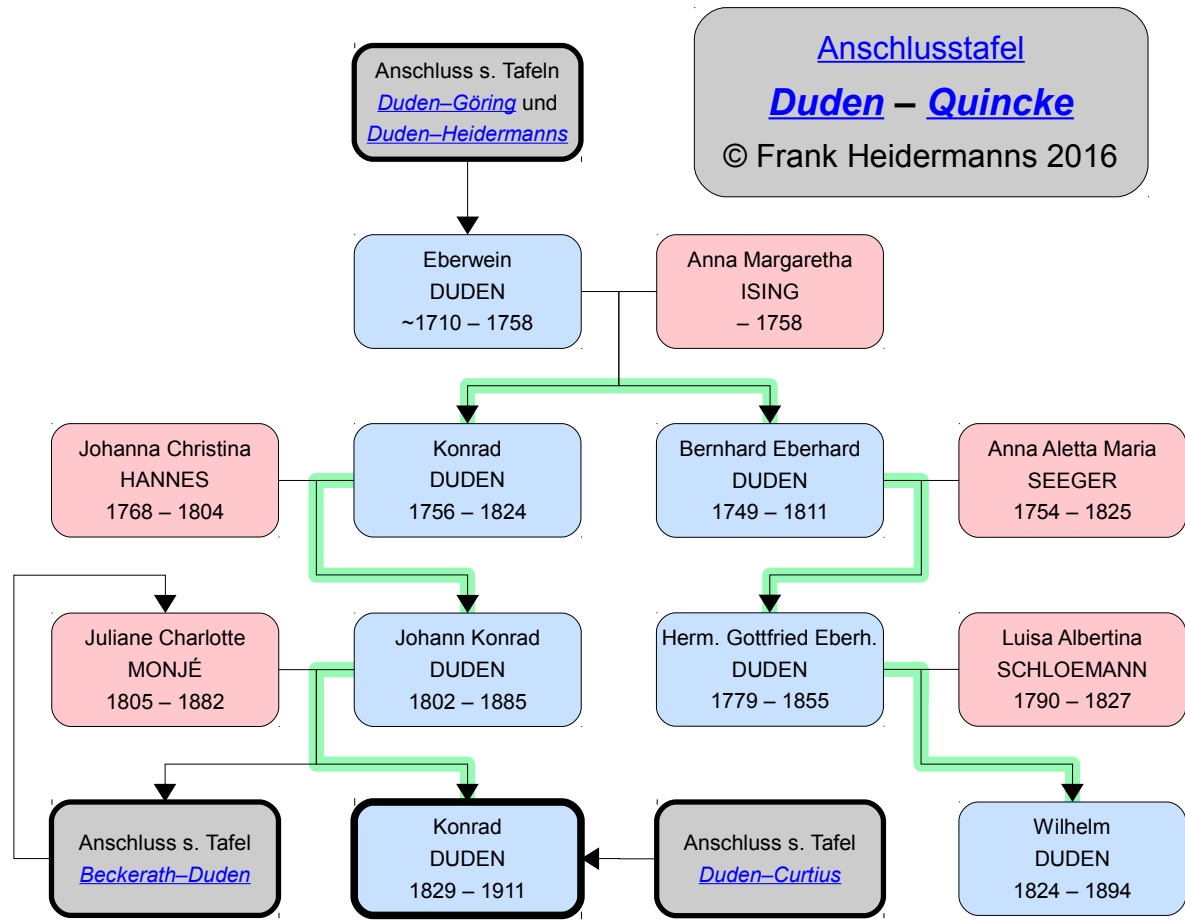 Anschlusstafel
Duden – Quincke
© Frank Heidermanns 2016
Anschluss s. Tafeln
Duden–Göring und
Duden–Heidermanns
Eberwein
DUDEN
~1710 – 1758
Anna Margaretha
ISING
– 1758
Johanna Christina
HANNES
1768 – 1804
Konrad
DUDEN
1756 – 1824
Bernhard Eberhard
DUDEN
1749 – 1811
Anna Aletta Maria
SEEGER
1754 – 1825
Juliane Charlotte
MONJÉ
1805 – 1882
Johann Konrad
DUDEN
1802 – 1885
Herm. Gottfried Eberh.
DUDEN
1779 – 1855
Luisa Albertina
SCHLOEMANN
1790 – 1827
Anschluss s. Tafel
Beckerath–Duden
Konrad
DUDEN
1829 – 1911
Anschluss s. Tafel
Duden–Curtius
Wilhelm
DUDEN
1824 – 1894